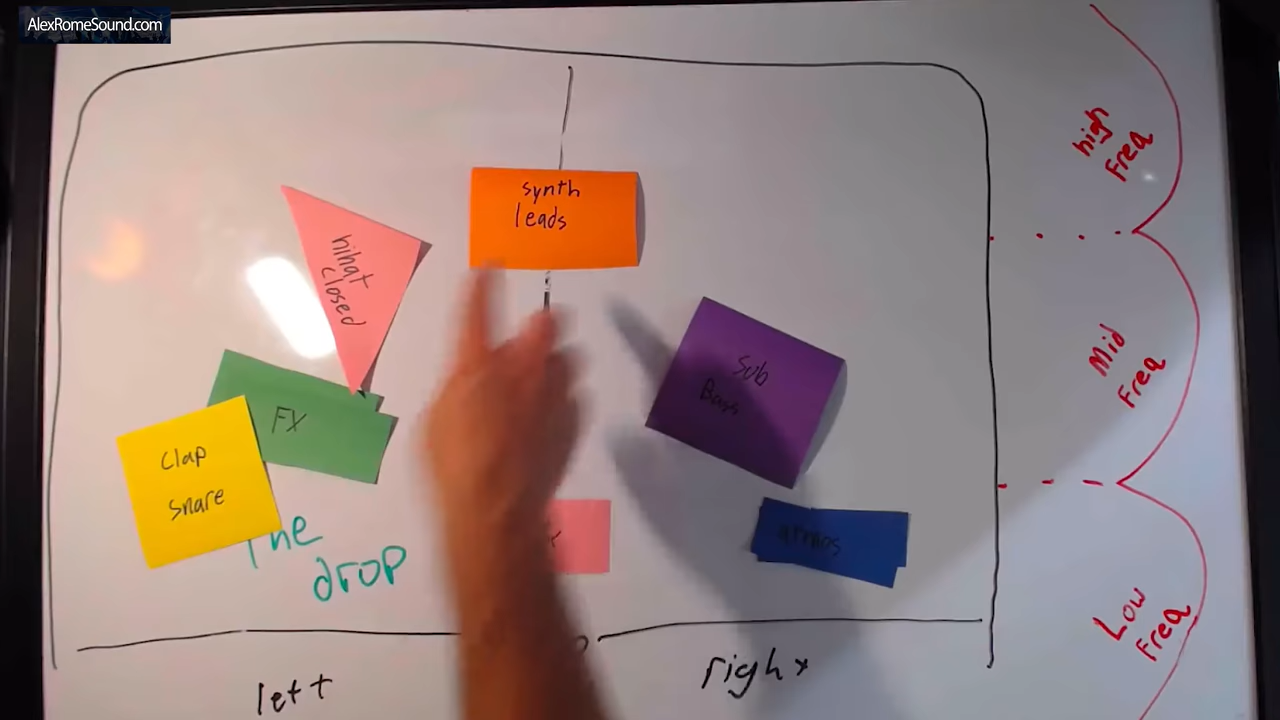 AlexRomeSound.com
high
Freq
synth
leads
hihat
closed
Mid
Freq
Sub
Bass
FX
clap
snare
The
drop
atmos
Low
Freq
left
right